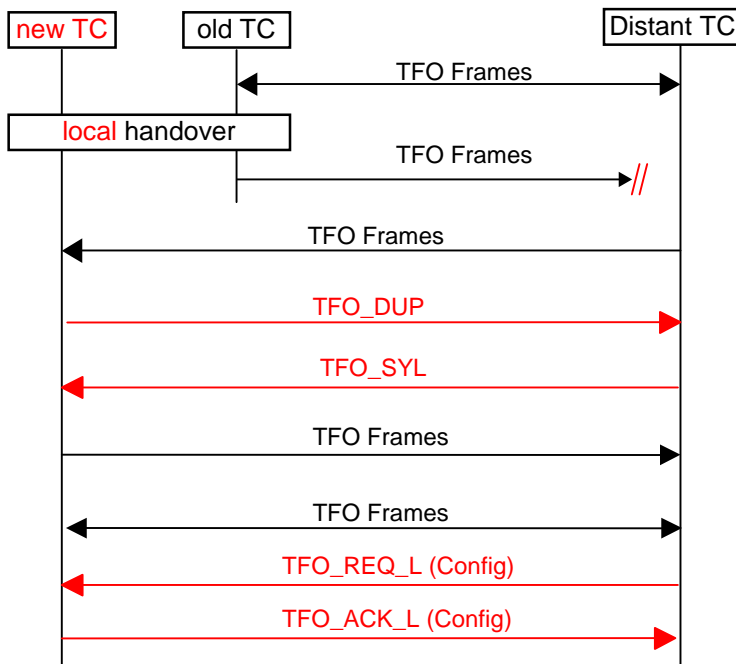 new TC
old TC
Distant TC
TFO Frames
local handover
TFO Frames
TFO Frames
TFO_DUP
TFO_SYL
TFO Frames
TFO Frames
TFO_REQ_L (Config)
TFO_ACK_L (Config)